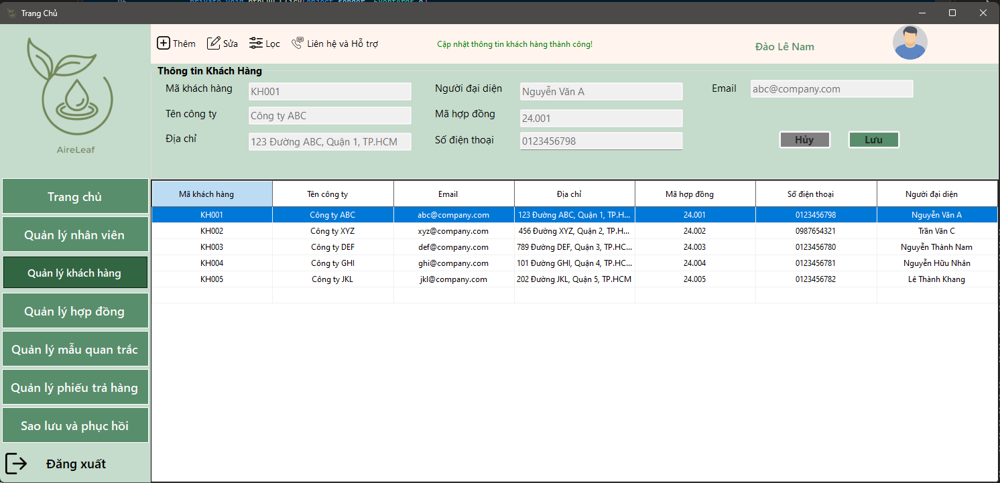 private void btnLuu_Click(object sender, EventArgs e)
Trang Chủ
AireLeaf
Thêm Sửa Lọc Liên hệ và Hỗ trợ Cập nhật thông tin khách hàng thành công! Đào Lê Nam
Thông tin Khách Hàng
Mã khách hàng KH001 Người đại diện Nguyễn Văn A Email abc@company.com
Tên công ty Công ty ABC Mã hợp đồng 24.001
Địa chỉ 123 Đường ABC, Quận 1, TP.HCM Số điện thoại 0123456798 Hủy Lưu
Trang chủ
Quản lý nhân viên
Quản lý khách hàng
Quản lý hợp đồng
Quản lý mẫu quan trắc
Quản lý phiếu trả hàng
Sao lưu và phục hồi
Đăng xuất
Mã khách hàng Tên công ty Email Địa chỉ Mã hợp đồng Số điện thoại Người đại diện
KH001 Công ty ABC abc@company.com 123 Đường ABC, Quận 1, TP.H... 24.001 0123456798 Nguyễn Văn A
KH002 Công ty XYZ xyz@company.com 456 Đường XYZ, Quận 2, TP.H... 24.002 0987654321 Trần Văn C
KH003 Công ty DEF def@company.com 789 Đường DEF, Quận 3, TP.HC... 24.003 0123456780 Nguyễn Thành Nam
KH004 Công ty GHI ghi@company.com 101 Đường GHI, Quận 4, TP.HC... 24.004 0123456781 Nguyễn Hữu Nhân
KH005 Công ty JKL jkl@company.com 202 Đường JKL, Quận 5, TP.HCM 24.005 0123456782 Lê Thành Khang